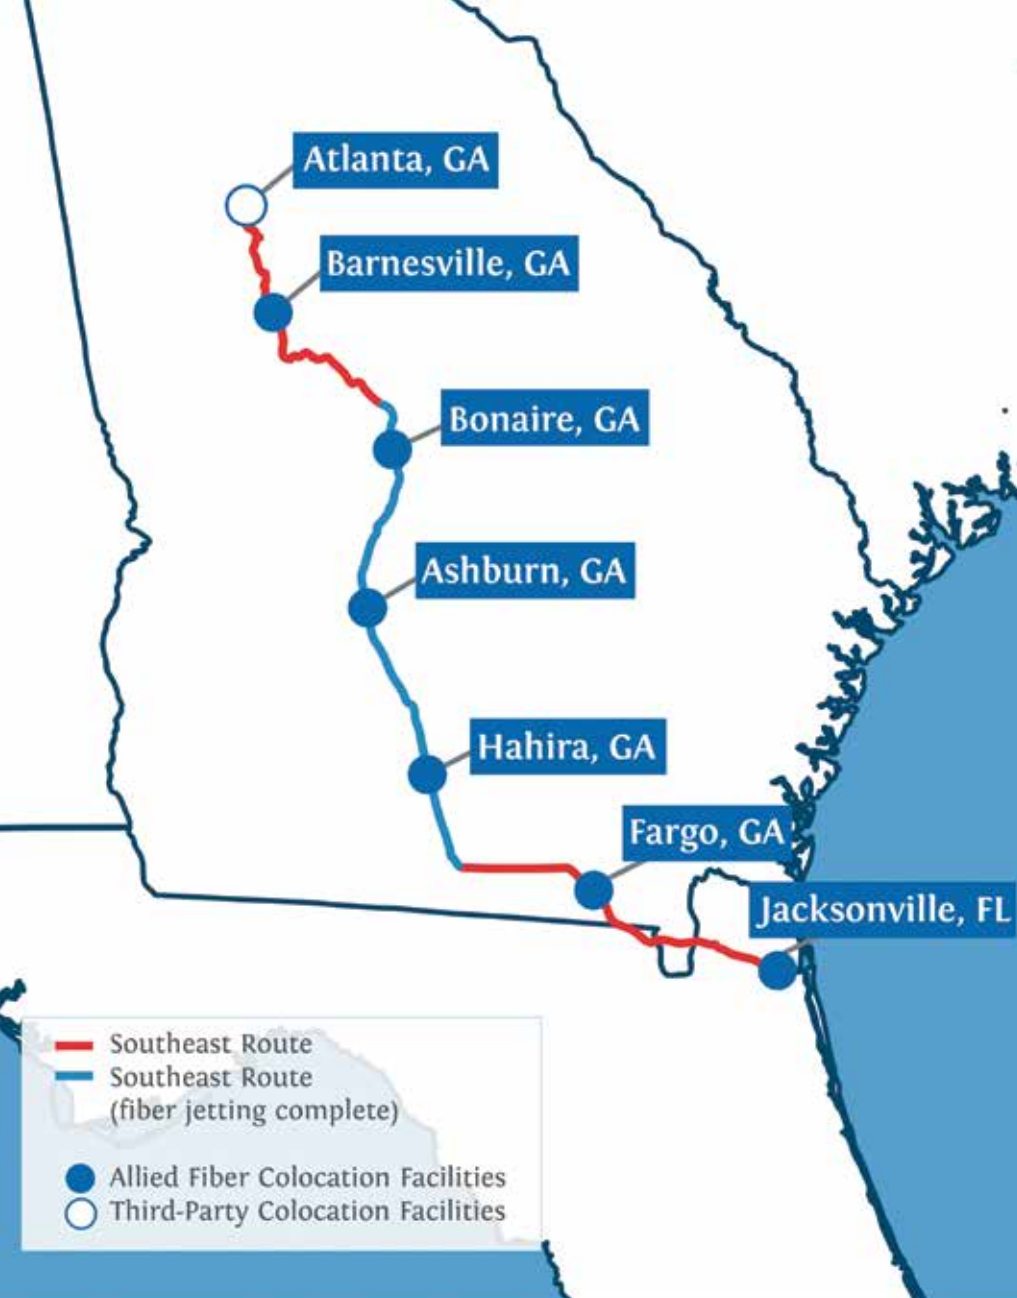 Atlanta, GA
Barnesville, GA
Bonaire, GA
Ashburn, GA
Hahira, GA
Fargo, GA
Jacksonville, FL
Southeast Route
Southeast Route
(fiber jetting complete)
Allied Fiber Colocation Facilities
Third-Party Colocation Facilities